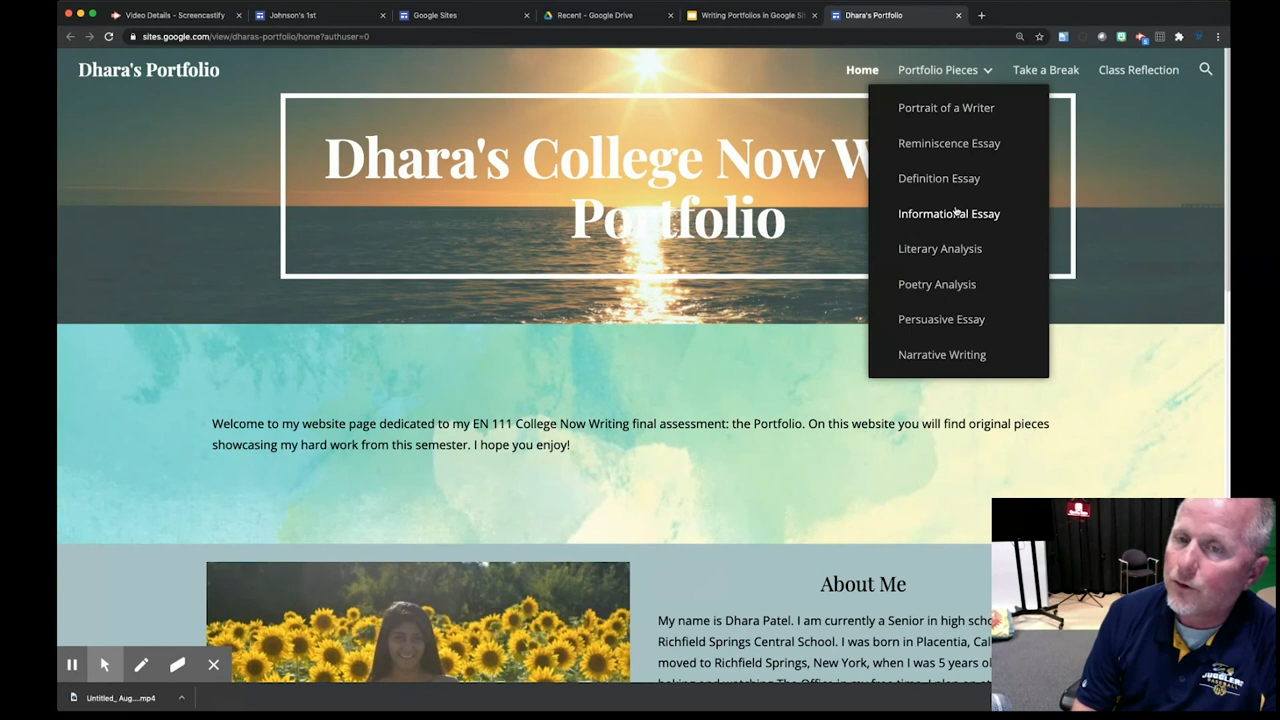 Video Details - Screencastify
Johnson's 1st
Google Sites
Recent - Google Drive
Writing Portfolios in Google Sit
Dhara's Portfolio
sites.google.com/view/dharas-portfolio/home?authuser=0
Dhara's Portfolio
Home
Portfolio Pieces
Take a Break
Class Reflection
Portrait of a Writer
Reminiscence Essay
Definition Essay
Informational Essay
Literary Analysis
Poetry Analysis
Persuasive Essay
Narrative Writing
Dhara's College Now W
Portfolio
Welcome to my website page dedicated to my EN 111 College Now Writing final assessment: the Portfolio. On this website you will find original pieces
showcasing my hard work from this semester. I hope you enjoy!
About Me
My name is Dhara Patel. I am currently a Senior in high scho
Richfield Springs Central School. I was born in Placentia, Cal
moved to Richfield Springs, New York, when I was 5 years ol
Untitled_ Aug....mp4
JUGGLERS
BASEBALL